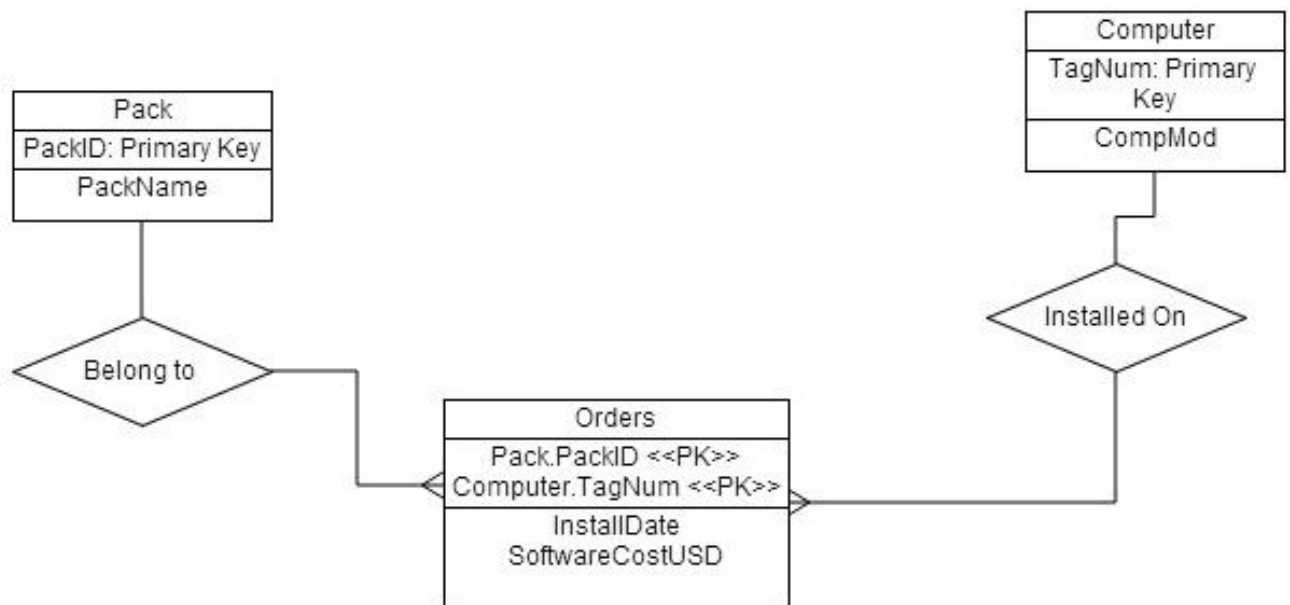 Computer
TagNum: Primary
Key
CompMod
Pack
PackID: Primary Key
PackName
Installed On
Belong to
Orders
Pack.PackID <<PK>>
Computer.TagNum <<PK>>
InstallDate
SoftwareCostUSD